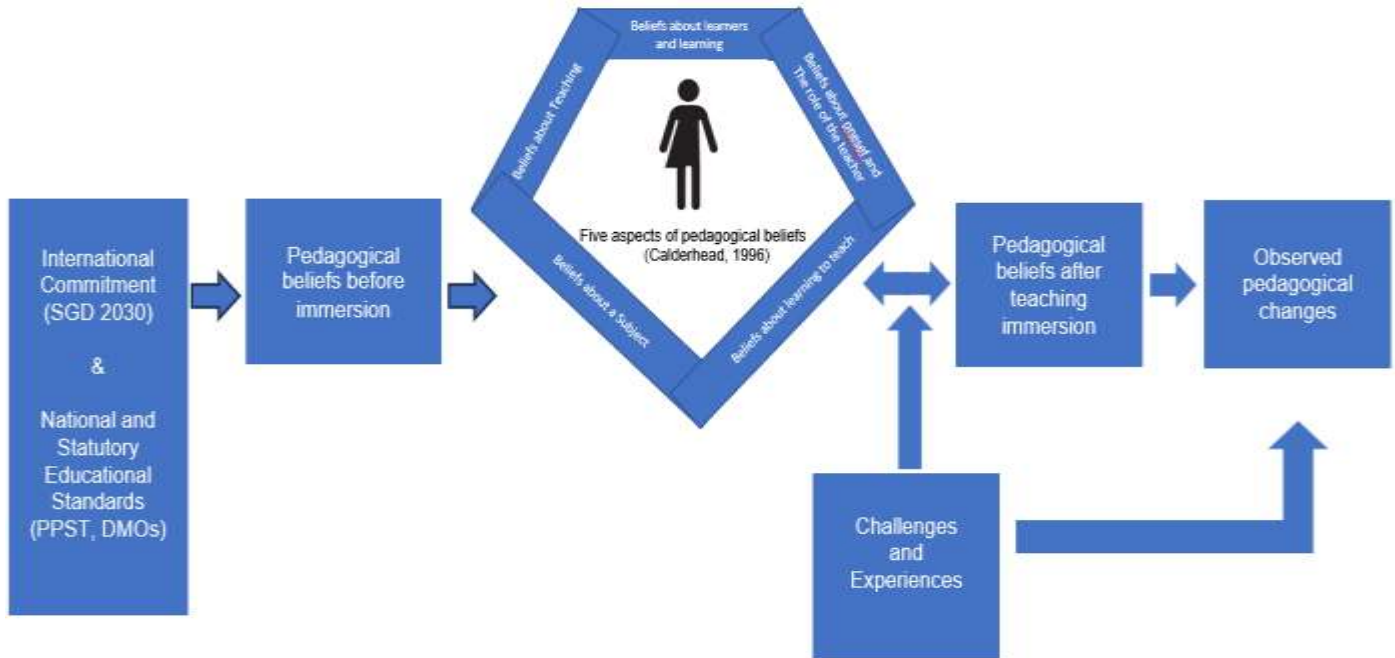 International
Commitment
(SGD 2030)
&
National and
Statutory
Educational
Standards
(PPST, DMOs)
Pedagogical
beliefs before
immersion
Beliefs about Teaching
Beliefs about learners
and learning
Beliefs about and
The role of the teacher
Five aspects of pedagogical beliefs
(Calderhead, 1996)
Beliefs about a Subject
Beliefs about learning to teach
Pedagogical
beliefs after
teaching
immersion
Observed
pedagogical
changes
Challenges
and
Experiences